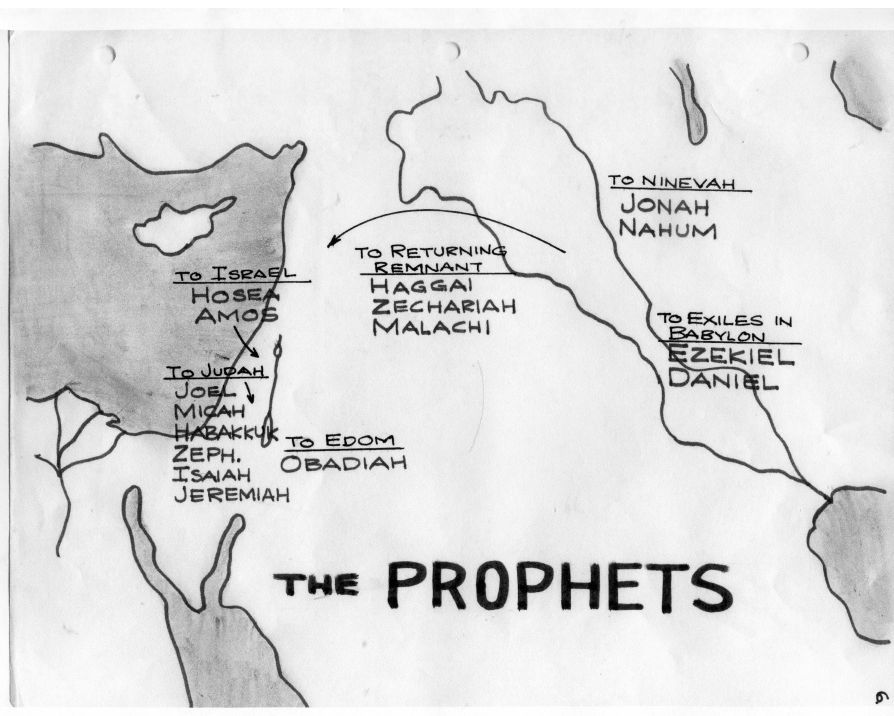 TO NINEVAH
JONAH
NAHUM
TO RETURNING
REMNANT
HAGGAI
ZECHARIAH
MALACHI
TO ISRAEL
HOSEA
AMOS
TO EXILES IN
BABYLON
EZEKIEL
DANIEL
TO JUDAH
JOEL
MICAH
HABAKKUK
ZEPH.
ISAIAH
JEREMIAH
TO EDOM
OBADIAH
THE PROPHETS